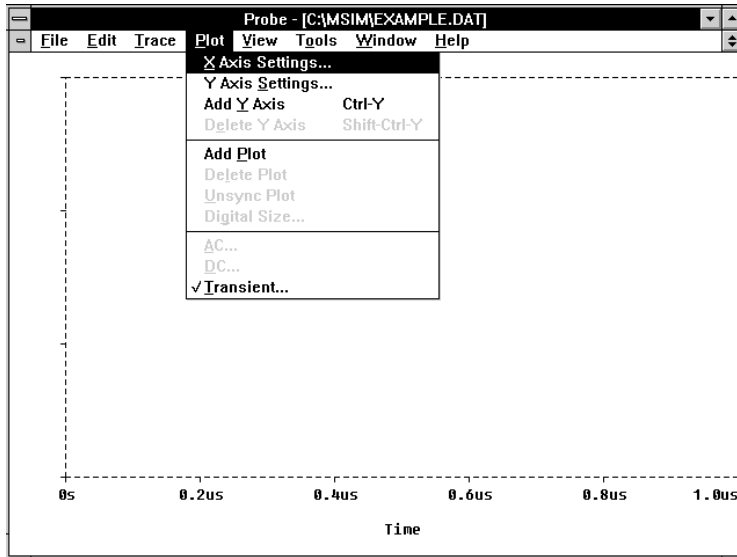 Probe - [C:\MSIM\EXAMPLE.DAT]
File Edit Trace Plot View Tools Window Help
X Axis Settings...
Y Axis Settings...
Add Y Axis Ctrl-Y
Delete Y Axis Shift-Ctrl-Y
Add Plot
Delete Plot
Unsync Plot
Digital Size...
AC...
DC...
√ Transient...
0s 0.2us 0.4us 0.6us 0.8us 1.0us
Time